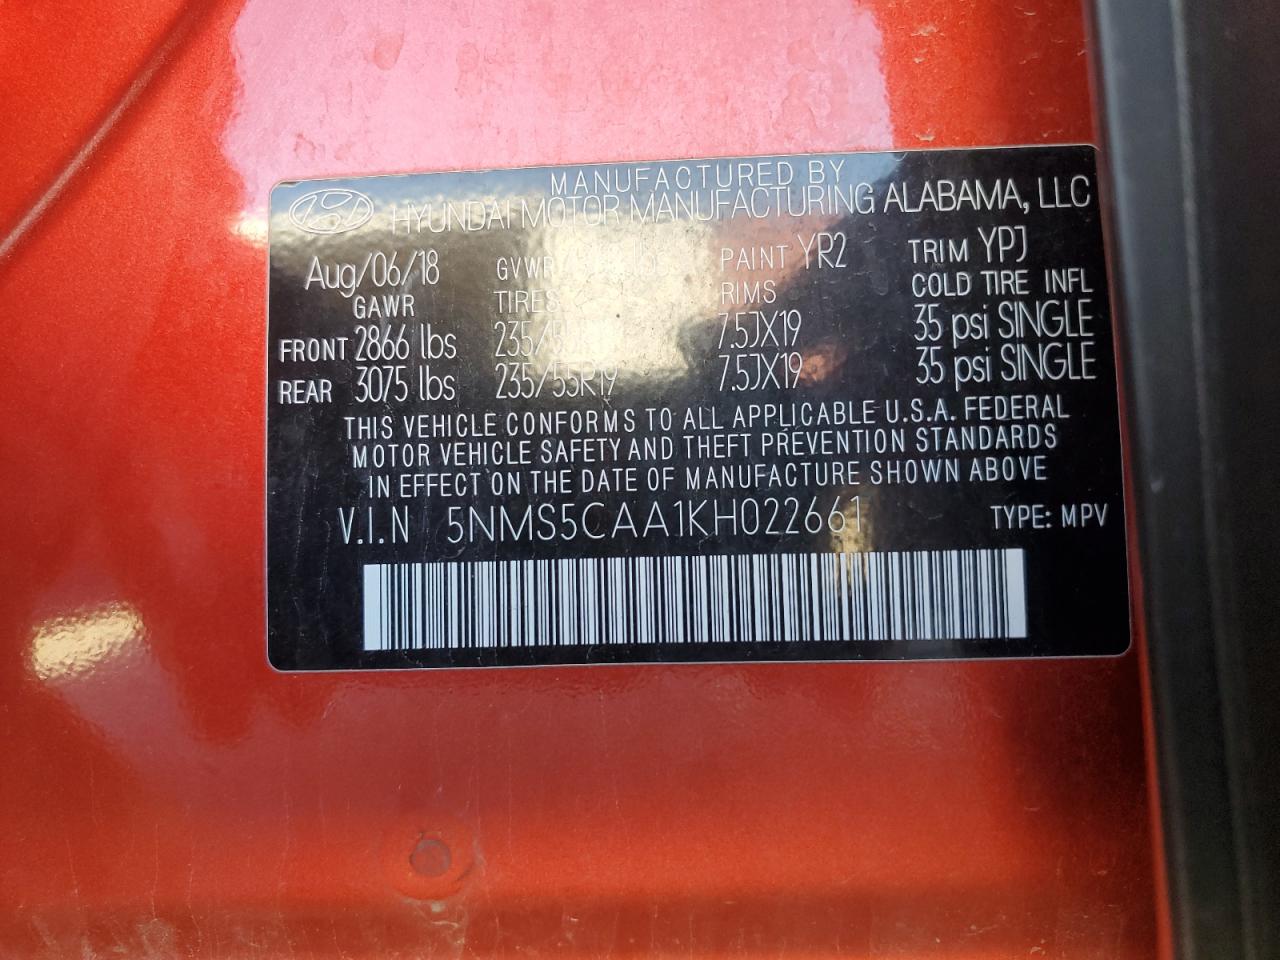 MANUFACTURED BY
HYUNDAI MOTOR MANUFACTURING ALABAMA, LLC
Aug/06/18 GVWR lbs PAINT YR2 TRIM YPJ
GAWR TIRES RIMS COLD TIRE INFL
FRONT 2866 lbs 7.5JX19 35 psi SINGLE
REAR 3075 lbs 235/55R19 7.5JX19 35 psi SINGLE
THIS VEHICLE CONFORMS TO ALL APPLICABLE U.S.A. FEDERAL
MOTOR VEHICLE SAFETY AND THEFT PREVENTION STANDARDS
IN EFFECT ON THE DATE OF MANUFACTURE SHOWN ABOVE
V.I.N 5NMS5CAA1KH022661 TYPE: MPV